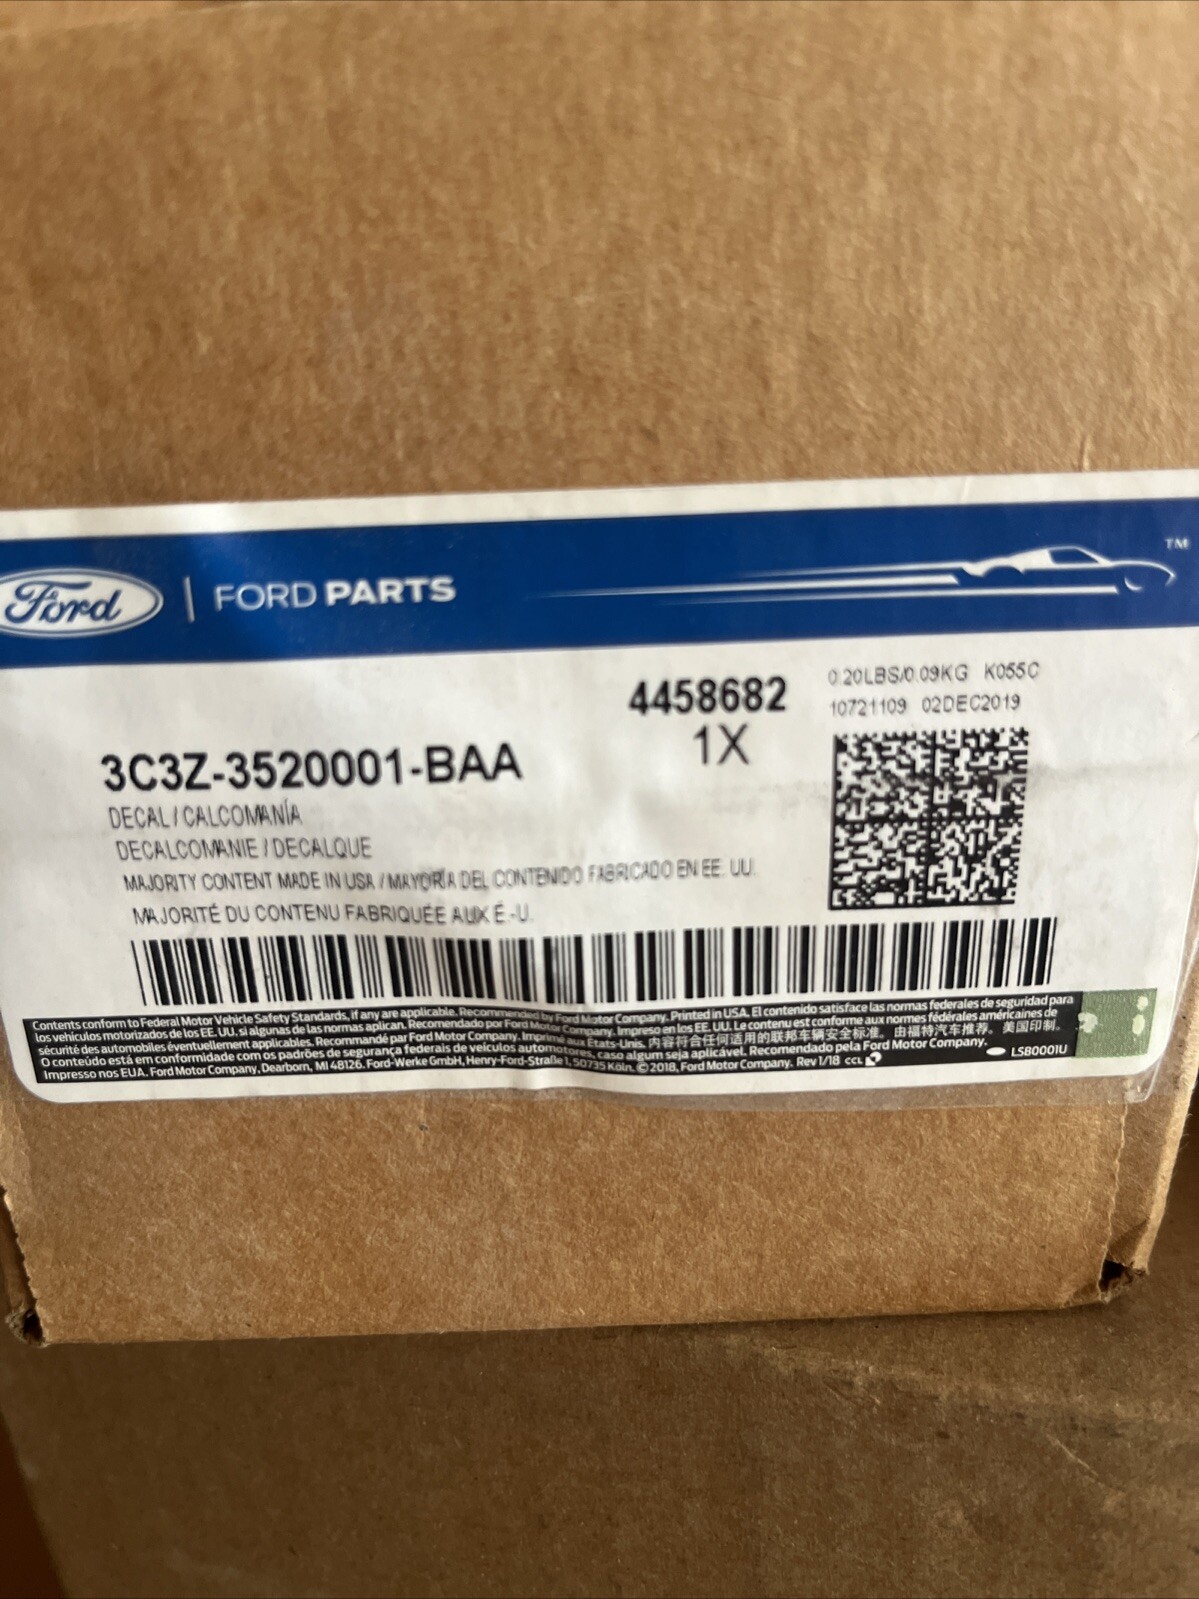 Ford | FORD PARTS ™
4458682
1X
0.20LBS/0.09KG K055C
10721109 02DEC2019
3C3Z-3520001-BAA
DECAL / CALCOMANÍA
DECALCOMANIE / DECALQUE
MAJORITY CONTENT MADE IN USA / MAYORÍA DEL CONTENIDO FABRICADO EN EE. UU.
MAJORITÉ DU CONTENU FABRIQUÉE AUX É.-U.
Contents conform to Federal Motor Vehicle Safety Standards, if any are applicable. Recommended by Ford Motor Company. Printed in USA. El contenido satisface las normas federales de seguridad para
los vehículos motorizados de los EE. UU. si algunas de las normas aplican. Recomendado por Ford Motor Company. Impreso en los EE. UU. Le contenu est conforme aux normes fédérales américaines de
sécurité des automobiles éventuellement applicables. Recommandé par Ford Motor Company. Imprimé aux États-Unis. 内容符合任何适用的联邦车辆安全标准。 由福特汽车推荐。 美国印制。
O conteúdo está em conformidade com os padrões de segurança federais de veículos automotores, caso algum seja aplicável. Recomendado pela Ford Motor Company.
Impresso nos EUA. Ford Motor Company, Dearborn, MI 48126. Ford-Werke GmbH, Henry-Ford-Straße 1, 50735 Köln. ©2018, Ford Motor Company. Rev 1/18 CCL
LSB0001U